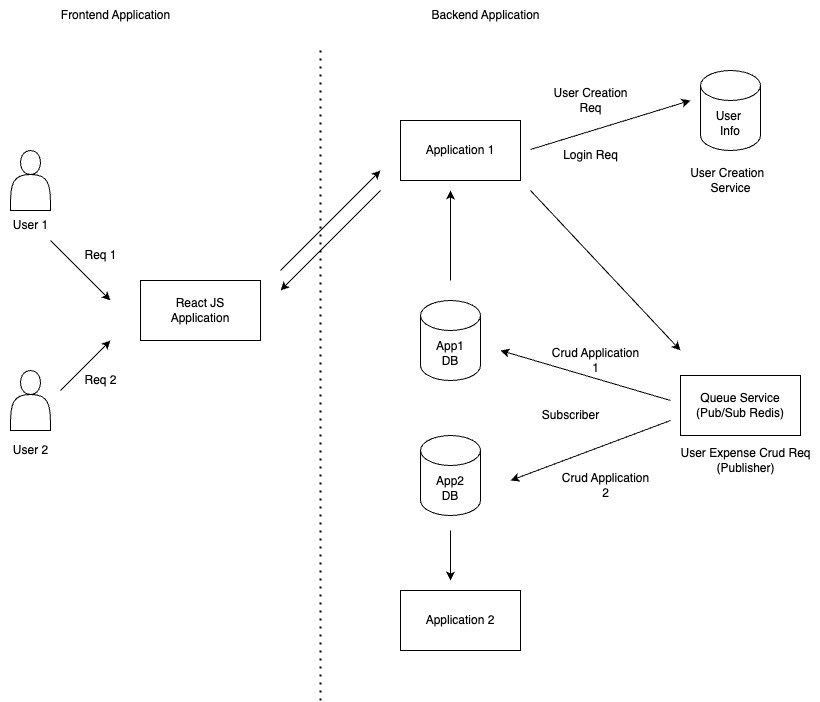 Frontend Application
Backend Application
User Creation
Req
User
Info
Application 1
Login Req
User Creation
Service
User 1
Req 1
React JS
Application
App1
DB
Crud Application
1
Req 2
Queue Service
(Pub/Sub Redis)
Subscriber
User 2
User Expense Crud Req
(Publisher)
App2
DB
Crud Application
2
Application 2